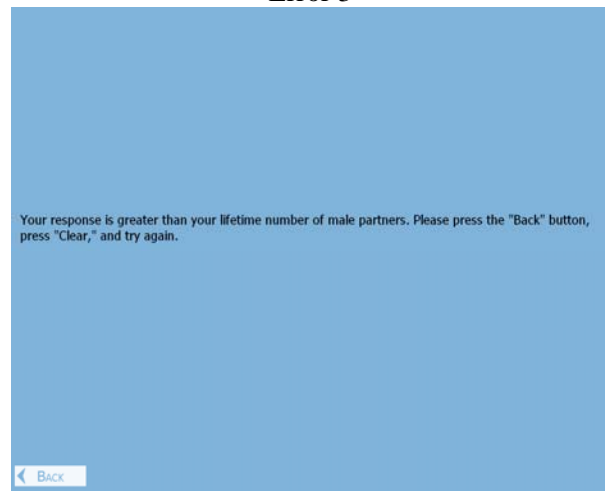 Your response is greater than your lifetime number of male partners. Please press the "Back" button,
press "Clear," and try again.
BACK